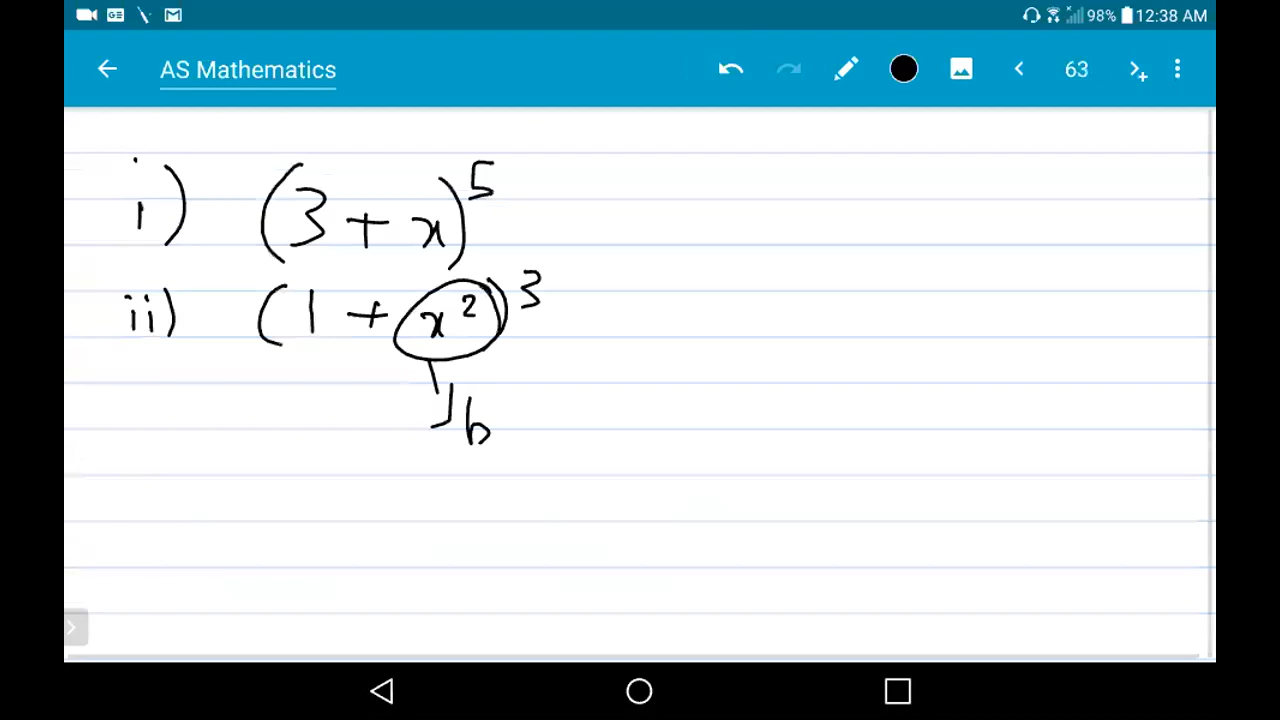 98% 12:38 AM
AS Mathematics
63
i) (3 + x)^5
ii) (1 + x^2)^3
b